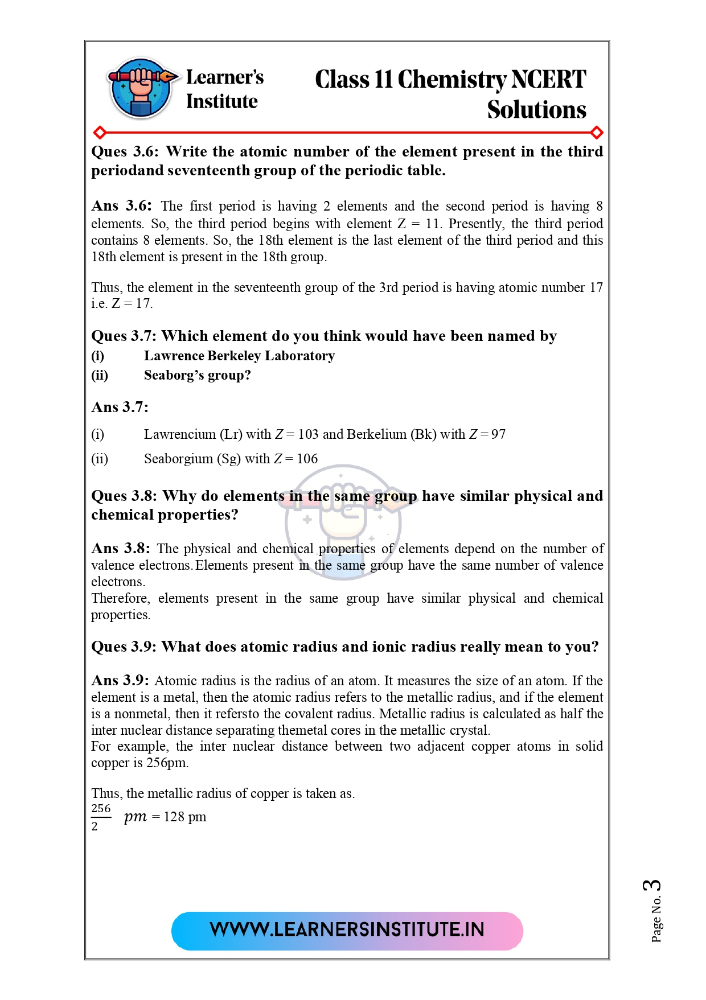 Learner's
Institute
Class 11 Chemistry NCERT
Solutions
Ques 3.6: Write the atomic number of the element present in the third
periodand seventeenth group of the periodic table.
Ans 3.6: The first period is having 2 elements and the second period is having 8
elements. So, the third period begins with element Z = 11. Presently, the third period
contains 8 elements. So, the 18th element is the last element of the third period and this
18th element is present in the 18th group.
Thus, the element in the seventeenth group of the 3rd period is having atomic number 17
i.e. Z = 17.
Ques 3.7: Which element do you think would have been named by
(i) Lawrence Berkeley Laboratory
(ii) Seaborg's group?
Ans 3.7:
(i) Lawrencium (Lr) with Z = 103 and Berkelium (Bk) with Z = 97
(ii) Seaborgium (Sg) with Z = 106
Ques 3.8: Why do elements in the same group have similar physical and
chemical properties?
Ans 3.8: The physical and chemical properties of elements depend on the number of
valence electrons. Elements present in the same group have the same number of valence
electrons.
Therefore, elements present in the same group have similar physical and chemical
properties.
Ques 3.9: What does atomic radius and ionic radius really mean to you?
Ans 3.9: Atomic radius is the radius of an atom. It measures the size of an atom. If the
element is a metal, then the atomic radius refers to the metallic radius, and if the element
is a nonmetal, then it refersto the covalent radius. Metallic radius is calculated as half the
inter nuclear distance separating themetal cores in the metallic crystal.
For example, the inter nuclear distance between two adjacent copper atoms in solid
copper is 256pm.
Thus, the metallic radius of copper is taken as.
256/2 pm = 128 pm
WWW.LEARNERSINSTITUTE.IN
Page No. 3